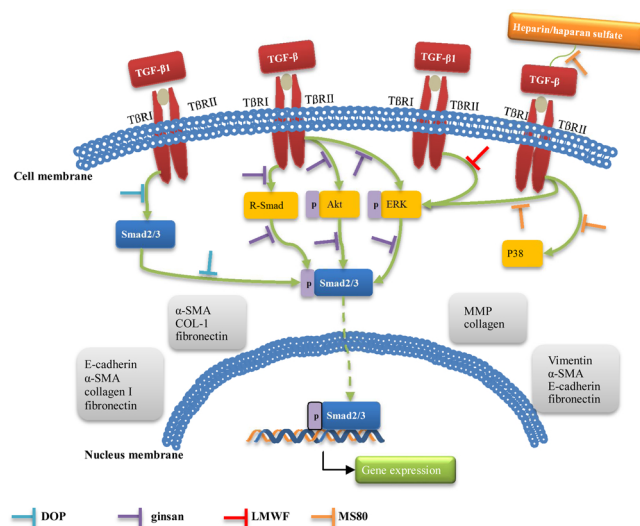 Heparin/haparan sulfate
TGF-β1
TGF-β
TGF-β1
TGF-β
TβRI
TβRII
TβRI
TβRII
TβRI
TβRII
TβRI
TβRII
Cell membrane
R-Smad
p
Akt
p
ERK
Smad2/3
P38
p
Smad2/3
α-SMA
COL-1
fibronectin
MMP
collagen
E-cadherin
α-SMA
collagen I
fibronectin
Vimentin
α-SMA
E-cadherin
fibronectin
p
Smad2/3
Nucleus membrane
Gene expression
DOP
ginsan
LMWF
MS80